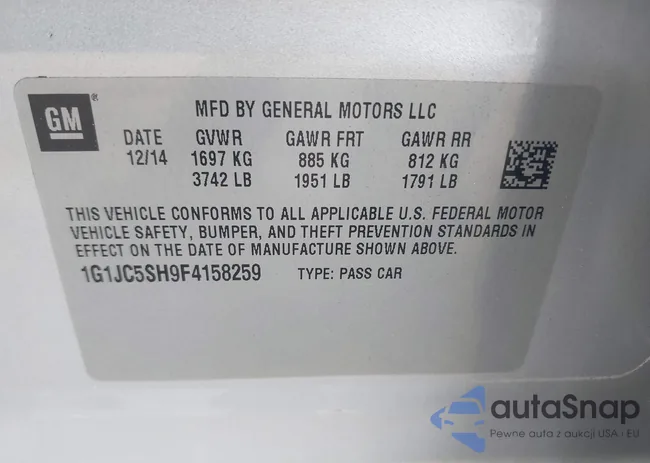 GM
MFD BY GENERAL MOTORS LLC
DATE GVWR GAWR FRT GAWR RR
12/14 1697 KG 885 KG 812 KG
3742 LB 1951 LB 1791 LB
THIS VEHICLE CONFORMS TO ALL APPLICABLE U.S. FEDERAL MOTOR
VEHICLE SAFETY, BUMPER, AND THEFT PREVENTION STANDARDS IN
EFFECT ON THE DATE OF MANUFACTURE SHOWN ABOVE.
1G1JC5SH9F4158259 TYPE: PASS CAR
autaSnap
Pewne auta z aukcji USA i EU